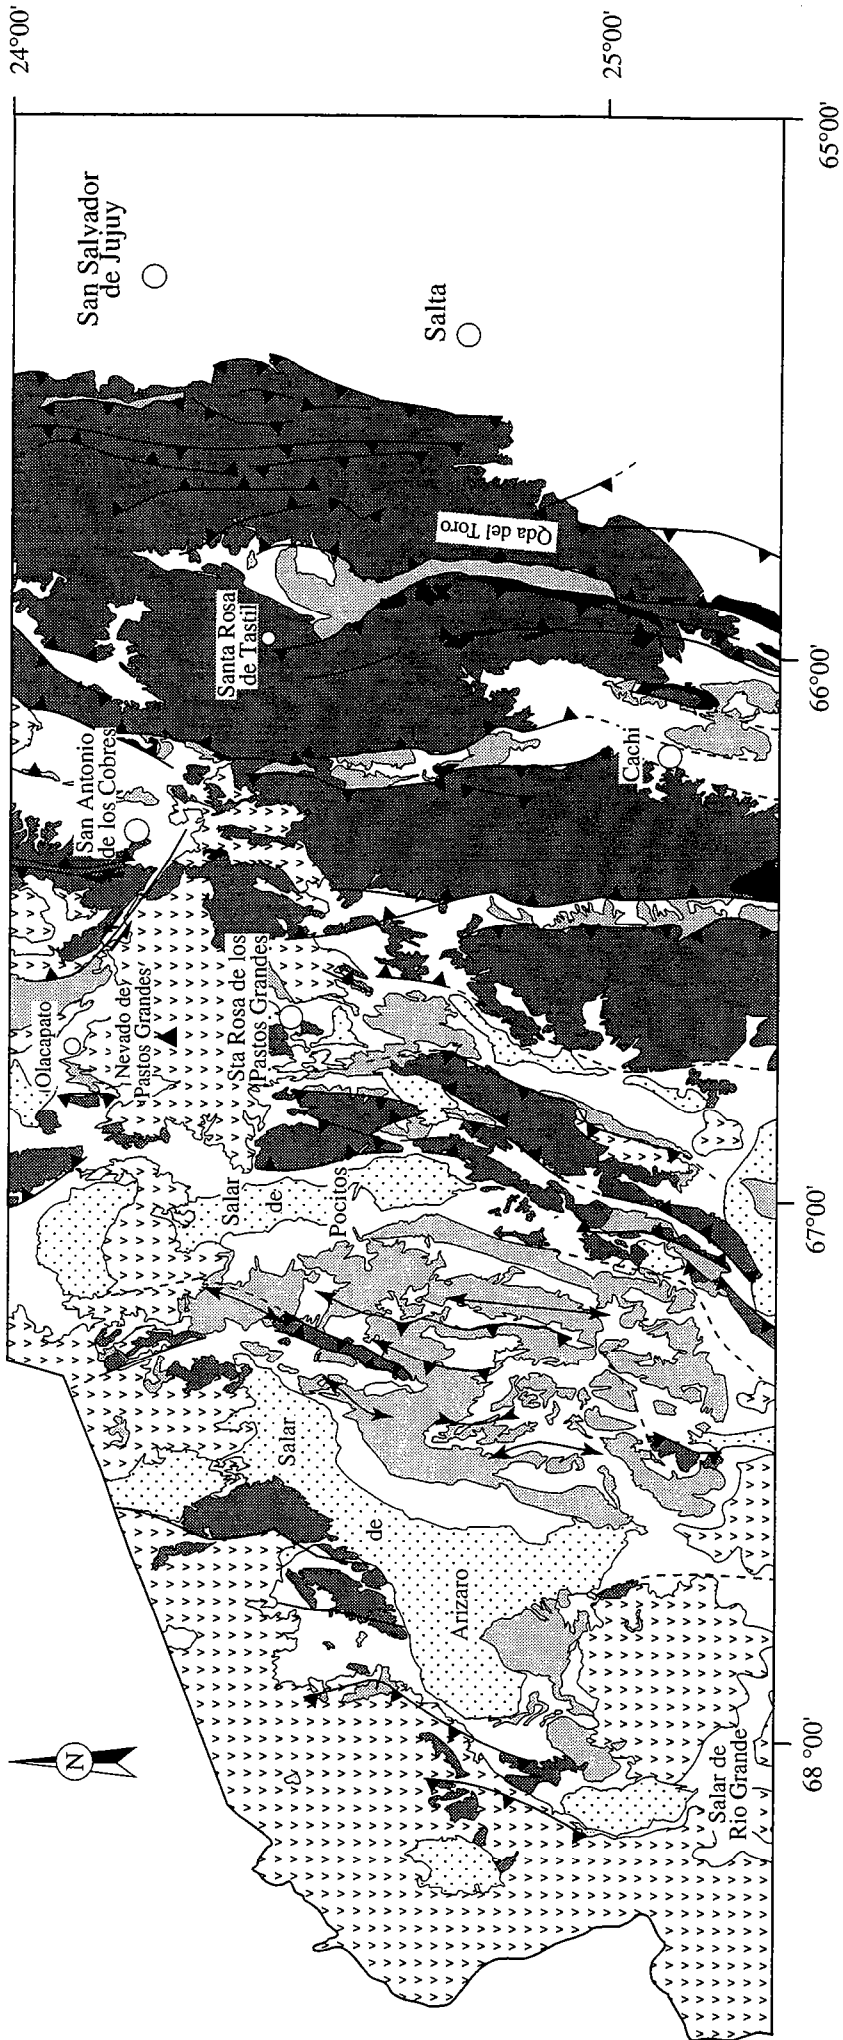 24°00'
25°00'
65°00'
66°00'
67°00'
68°00'
San Salvador
de Jujuy
Salta
Qda del Toro
Santa Rosa
de Tastil
San Antonio
de los Cobres
Cachi
Olacapato
Nevado de
Pastos Grandes
Sta Rosa de los
Pastos Grandes
Salar
de
Pocitos
Salar
de
Arizaro
Salar de
Rio Grande
N